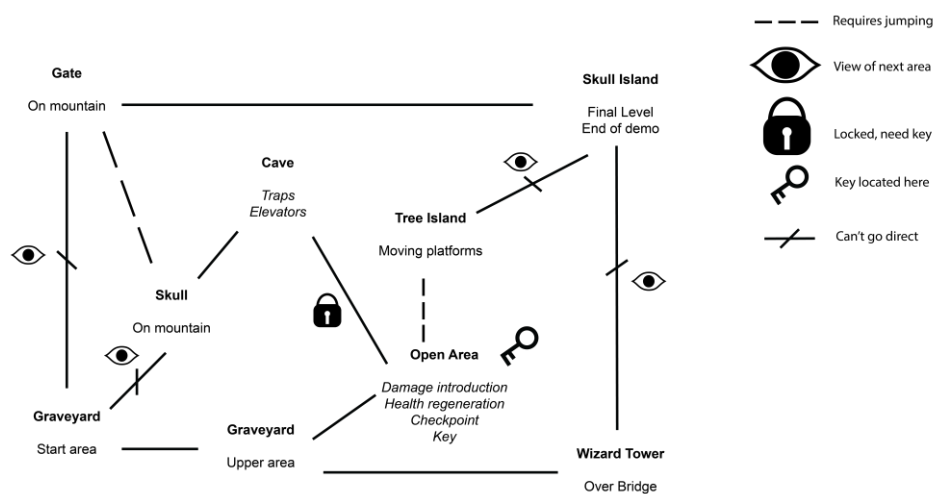 Requires jumping
View of next area
Locked, need key
Key located here
Can't go direct
Gate
On mountain
Skull Island
Final Level
End of demo
Cave
Traps
Elevators
Tree Island
Moving platforms
Skull
On mountain
Open Area
Damage introduction
Health regeneration
Checkpoint
Key
Graveyard
Start area
Graveyard
Upper area
Wizard Tower
Over Bridge